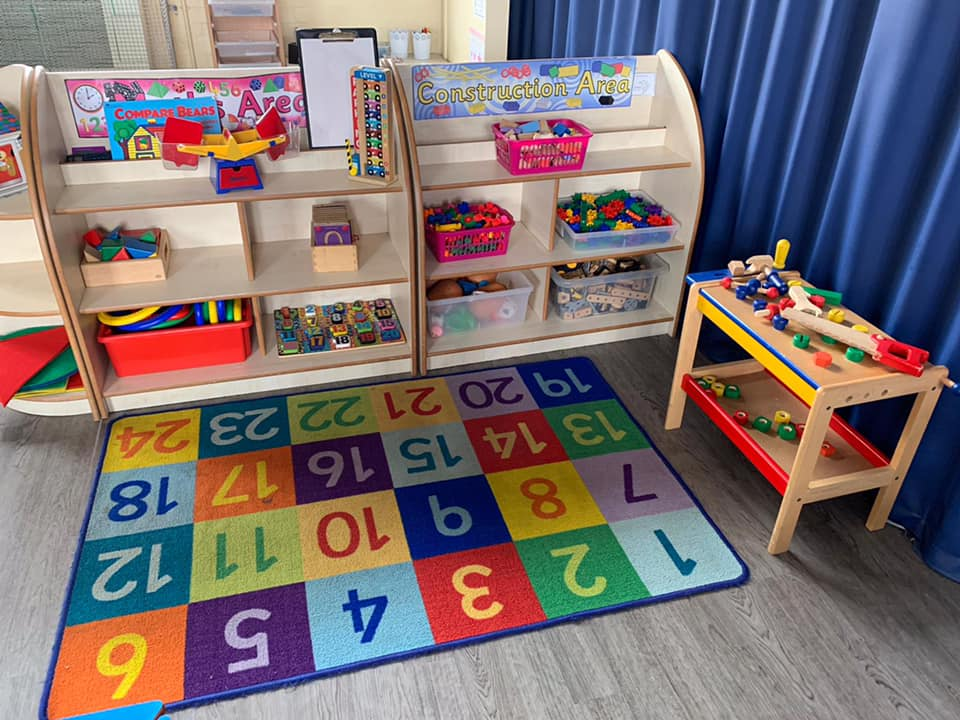 Area
COMPARE BEARS
LEVEL
Construction Area
24 23 22 21 20 19
18 17 16 15 14 13
12 11 10 9 8 7
6 5 4 3 2 1